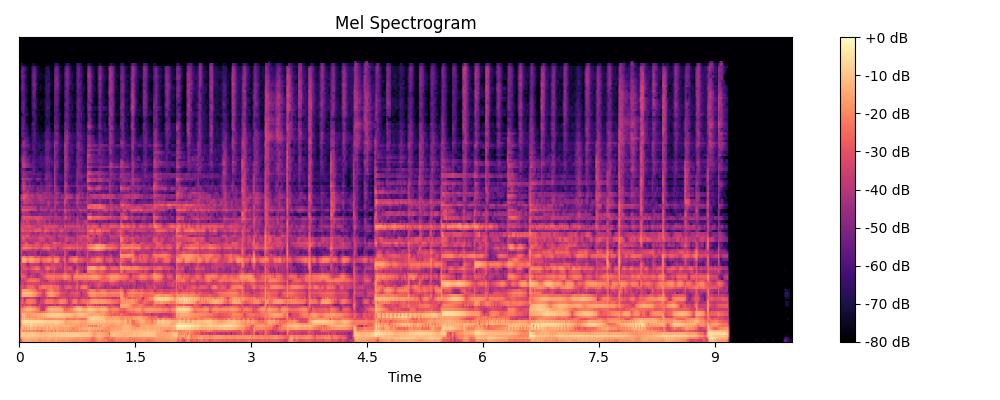 Mel Spectrogram
+0 dB
-10 dB
-20 dB
-30 dB
-40 dB
-50 dB
-60 dB
-70 dB
-80 dB
0
1.5
3
4.5
6
7.5
9
Time